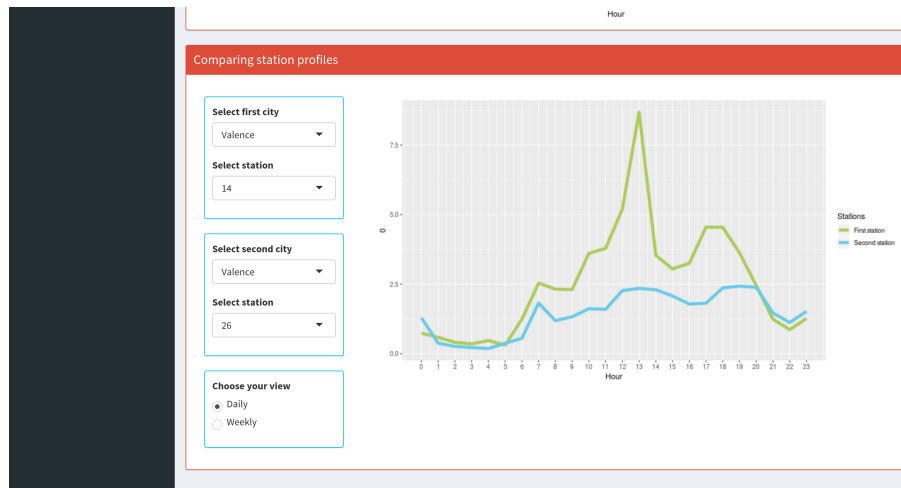 Hour
Comparing station profiles
Select first city
Valence
Select station
14
Select second city
Valence
Select station
26
Choose your view
Daily
Weekly
7.5
5.0
2.5
0.0
0
0 1 2 3 4 5 6 7 8 9 10 11 12 13 14 15 16 17 18 19 20 21 22 23
Hour
Stations
First station
Second station